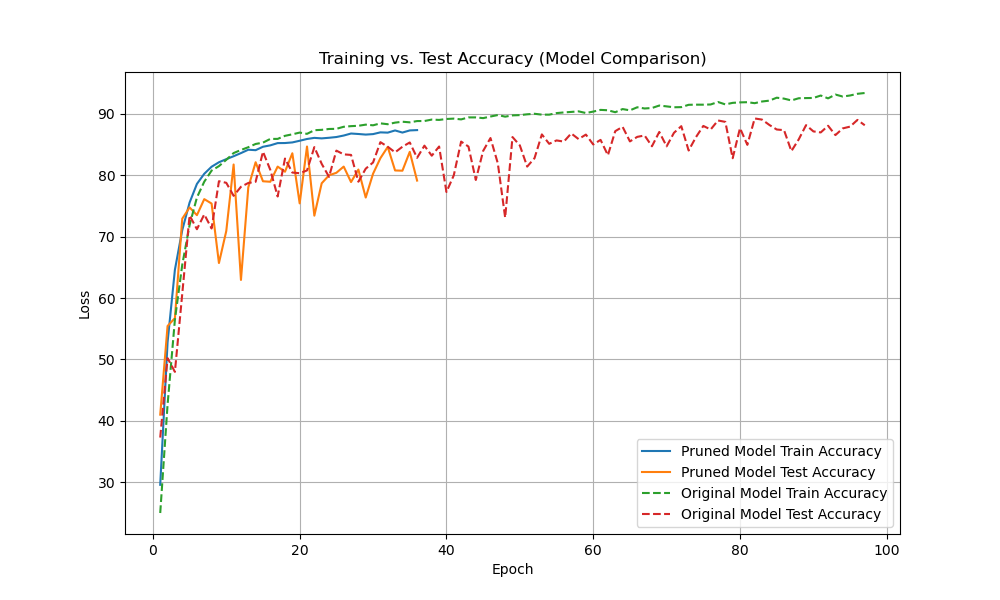 Training vs. Test Accuracy (Model Comparison)
90
80
70
60
50
40
30
Loss
0 20 40 60 80 100
Epoch
Pruned Model Train Accuracy
Pruned Model Test Accuracy
Original Model Train Accuracy
Original Model Test Accuracy